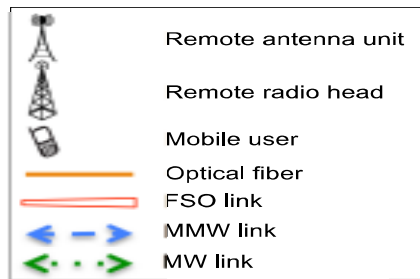 Remote antenna unit
Remote radio head
Mobile user
Optical fiber
FSO link
MMW link
MW link